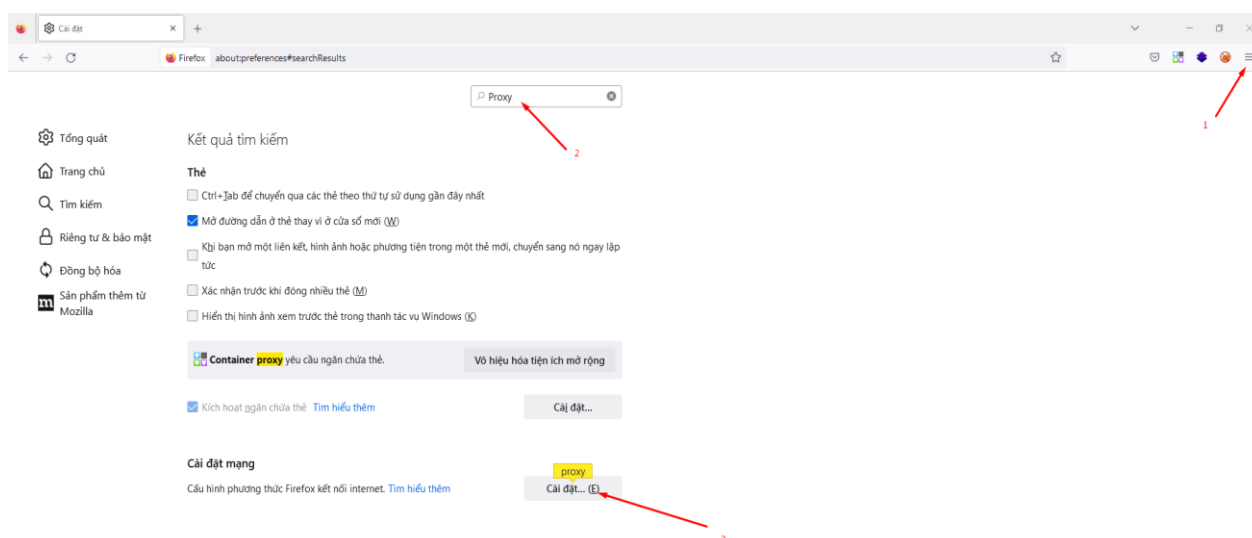 Cài đặt
Firefox about:preferences#searchResults
1
Proxy
2
Tổng quát
Trang chủ
Tìm kiếm
Riêng tư & bảo mật
Đồng bộ hóa
Sản phẩm thêm từ
Mozilla
Kết quả tìm kiếm
Thẻ
Ctrl+Tab để chuyển qua các thẻ theo thứ tự sử dụng gần đây nhất
Mở đường dẫn ở thẻ thay vì ở cửa sổ mới (W)
Khi bạn mở một liên kết, hình ảnh hoặc phương tiện trong một thẻ mới, chuyển sang nó ngay lập
tức
Xác nhận trước khi đóng nhiều thẻ (M)
Hiển thị hình ảnh xem trước thẻ trong thanh tác vụ Windows (K)
Container proxy yêu cầu ngăn chứa thẻ.
Vô hiệu hóa tiện ích mở rộng
Kích hoạt ngăn chứa thẻ Tìm hiểu thêm
Cài đặt...
Cài đặt mạng
proxy
Cấu hình phương thức Firefox kết nối internet. Tìm hiểu thêm
Cài đặt... (E)